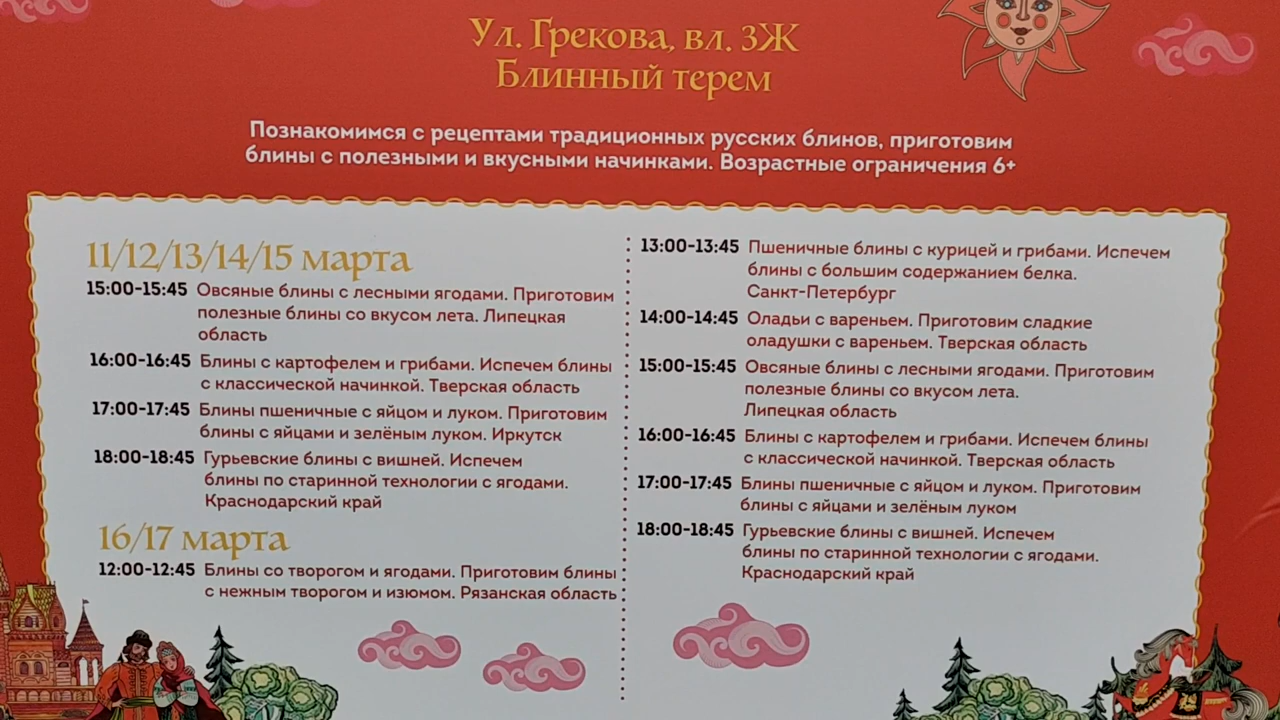 Ул. Грекова, вл. 3Ж
Блинный терем
Познакомимся с рецептами традиционных русских блинов, приготовим
блины с полезными и вкусными начинками. Возрастные ограничения 6+
11/12/13/14/15 марта
15:00-15:45 Овсяные блины с лесными ягодами. Приготовим
полезные блины со вкусом лета. Липецкая
область
16:00-16:45 Блины с картофелем и грибами. Испечем блины
с классической начинкой. Тверская область
17:00-17:45 Блины пшеничные с яйцом и луком. Приготовим
блины с яйцами и зелёным луком. Иркутск
18:00-18:45 Гурьевские блины с вишней. Испечем
блины по старинной технологии с ягодами.
Краснодарский край
16/17 марта
12:00-12:45 Блины со творогом и ягодами. Приготовим блины
с нежным творогом и изюмом. Рязанская область
13:00-13:45 Пшеничные блины с курицей и грибами. Испечем
блины с большим содержанием белка.
Санкт-Петербург
14:00-14:45 Оладьи с вареньем. Приготовим сладкие
оладушки с вареньем. Тверская область
15:00-15:45 Овсяные блины с лесными ягодами. Приготовим
полезные блины со вкусом лета.
Липецкая область
16:00-16:45 Блины с картофелем и грибами. Испечем блины
с классической начинкой. Тверская область
17:00-17:45 Блины пшеничные с яйцом и луком. Приготовим
блины с яйцами и зелёным луком
18:00-18:45 Гурьевские блины с вишней. Испечем
блины по старинной технологии с ягодами.
Краснодарский край